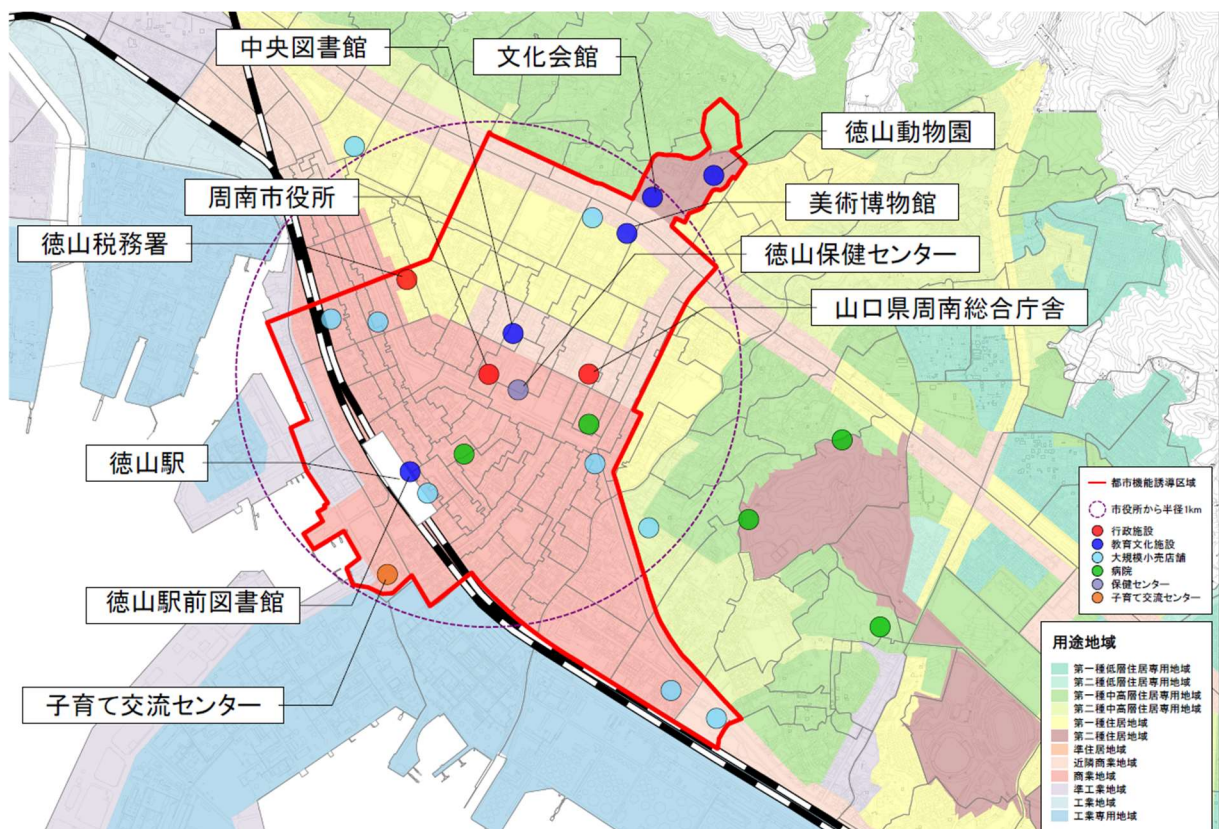 中央図書館
文化会館
徳山動物園
周南市役所
美術博物館
徳山税務署
徳山保健センター
山口県周南総合庁舎
徳山駅
徳山駅前図書館
子育て交流センター
都市機能誘導区域
市役所から半径1km
行政施設
教育文化施設
大規模小売店舗
病院
保健センター
子育て交流センター
用途地域
第一種低層住居専用地域
第二種低層住居専用地域
第一種中高層住居専用地域
第二種中高層住居専用地域
第一種住居地域
第二種住居地域
準住居地域
近隣商業地域
商業地域
準工業地域
工業地域
工業専用地域